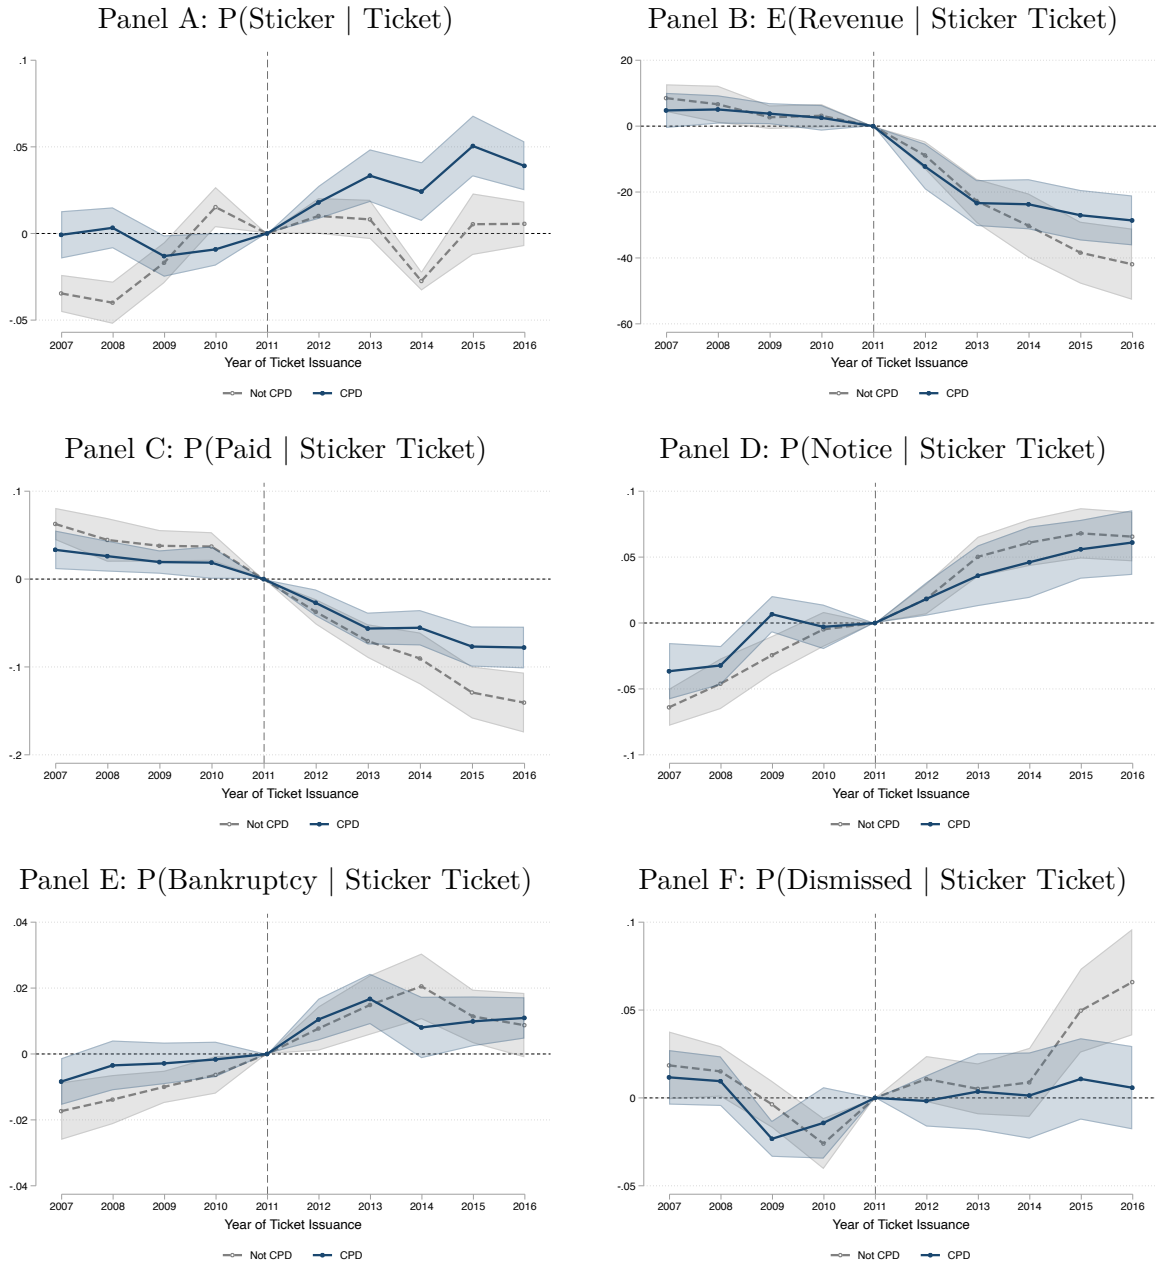 Panel A: P(Sticker | Ticket)
.1
.05
0
-.05
2007 2008 2009 2010 2011 2012 2013 2014 2015 2016
Year of Ticket Issuance
Not CPD CPD
Panel B: E(Revenue | Sticker Ticket)
20
0
-20
-40
-60
2007 2008 2009 2010 2011 2012 2013 2014 2015 2016
Year of Ticket Issuance
Not CPD CPD
Panel C: P(Paid | Sticker Ticket)
.1
0
-.1
-.2
2007 2008 2009 2010 2011 2012 2013 2014 2015 2016
Year of Ticket Issuance
Not CPD CPD
Panel D: P(Notice | Sticker Ticket)
.1
.05
0
-.05
-.1
2007 2008 2009 2010 2011 2012 2013 2014 2015 2016
Year of Ticket Issuance
Not CPD CPD
Panel E: P(Bankruptcy | Sticker Ticket)
.04
.02
0
-.02
-.04
2007 2008 2009 2010 2011 2012 2013 2014 2015 2016
Year of Ticket Issuance
Not CPD CPD
Panel F: P(Dismissed | Sticker Ticket)
.1
.05
0
-.05
2007 2008 2009 2010 2011 2012 2013 2014 2015 2016
Year of Ticket Issuance
Not CPD CPD